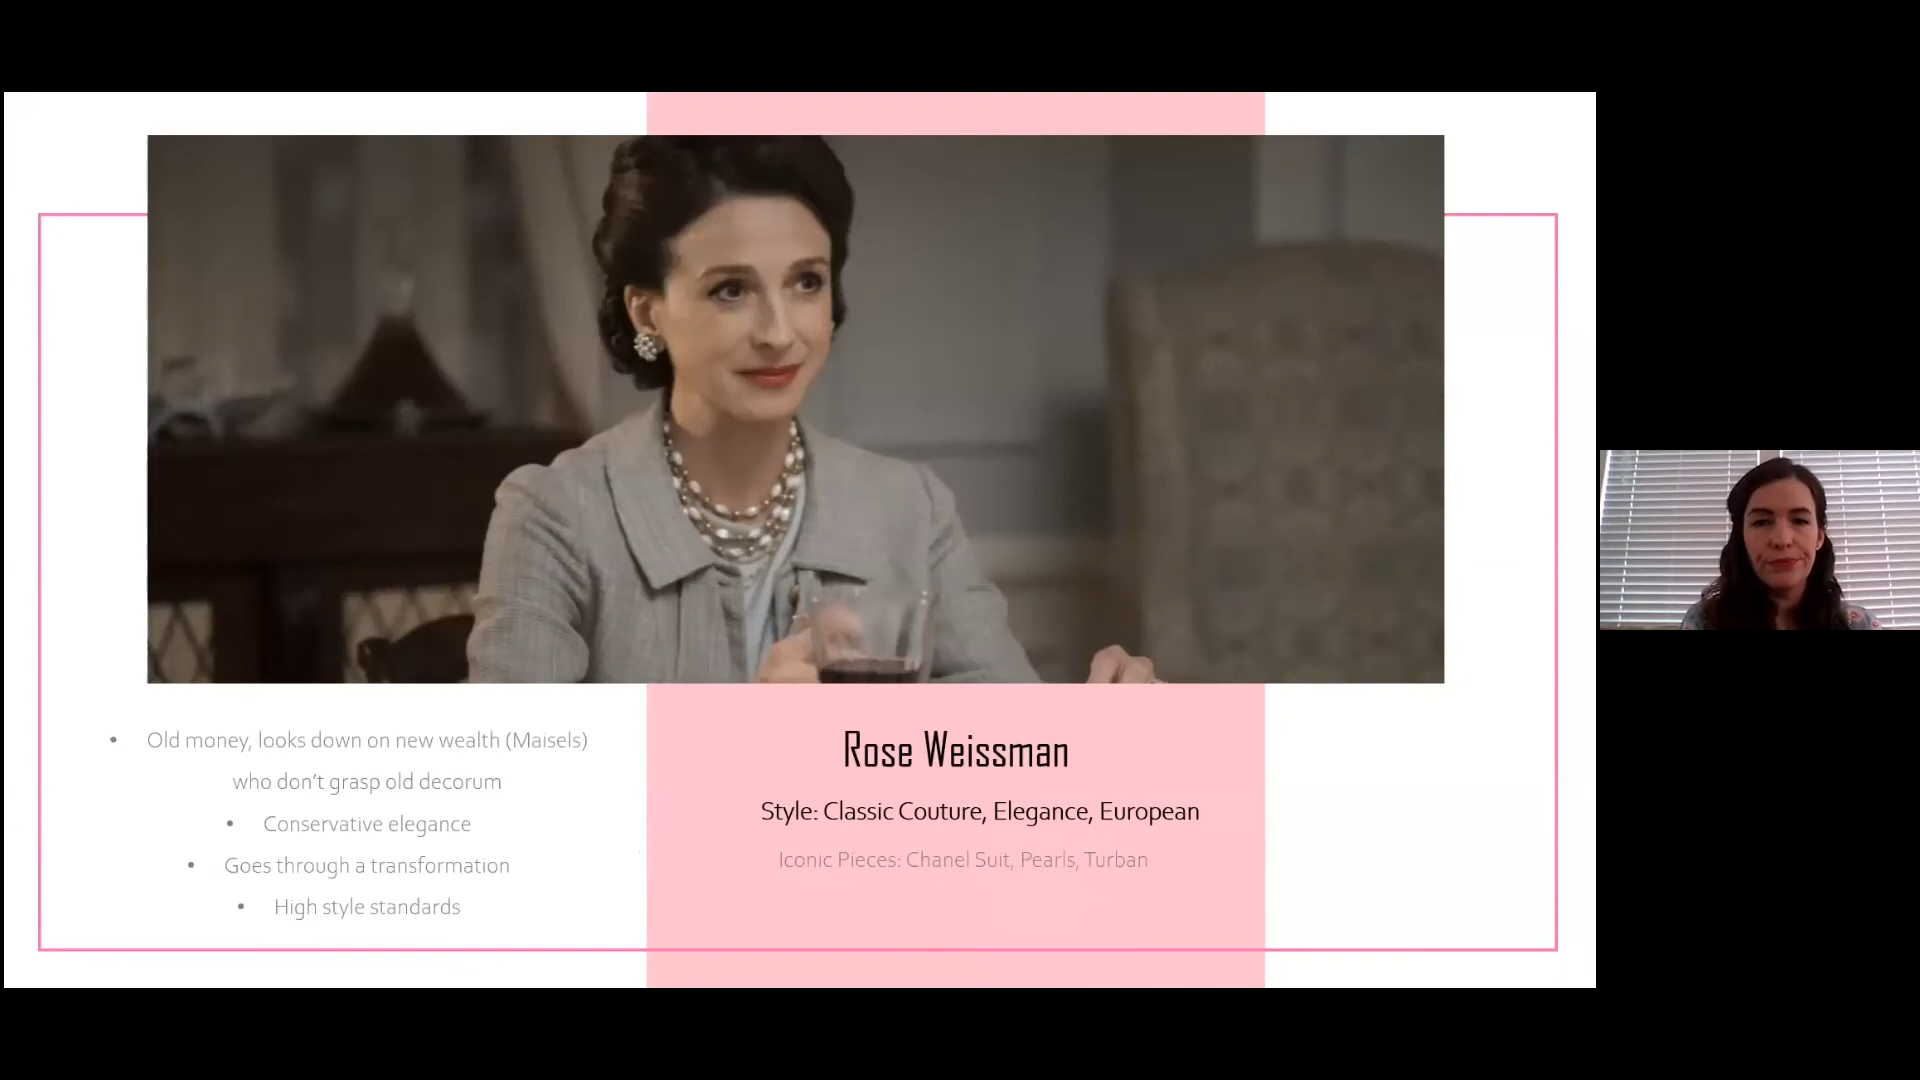 Old money, looks down on new wealth (Maisels)
who don't grasp old decorum
Conservative elegance
Goes through a transformation
High style standards
Rose Weissman
Style: Classic Couture, Elegance, European
Iconic Pieces: Chanel Suit, Pearls, Turban